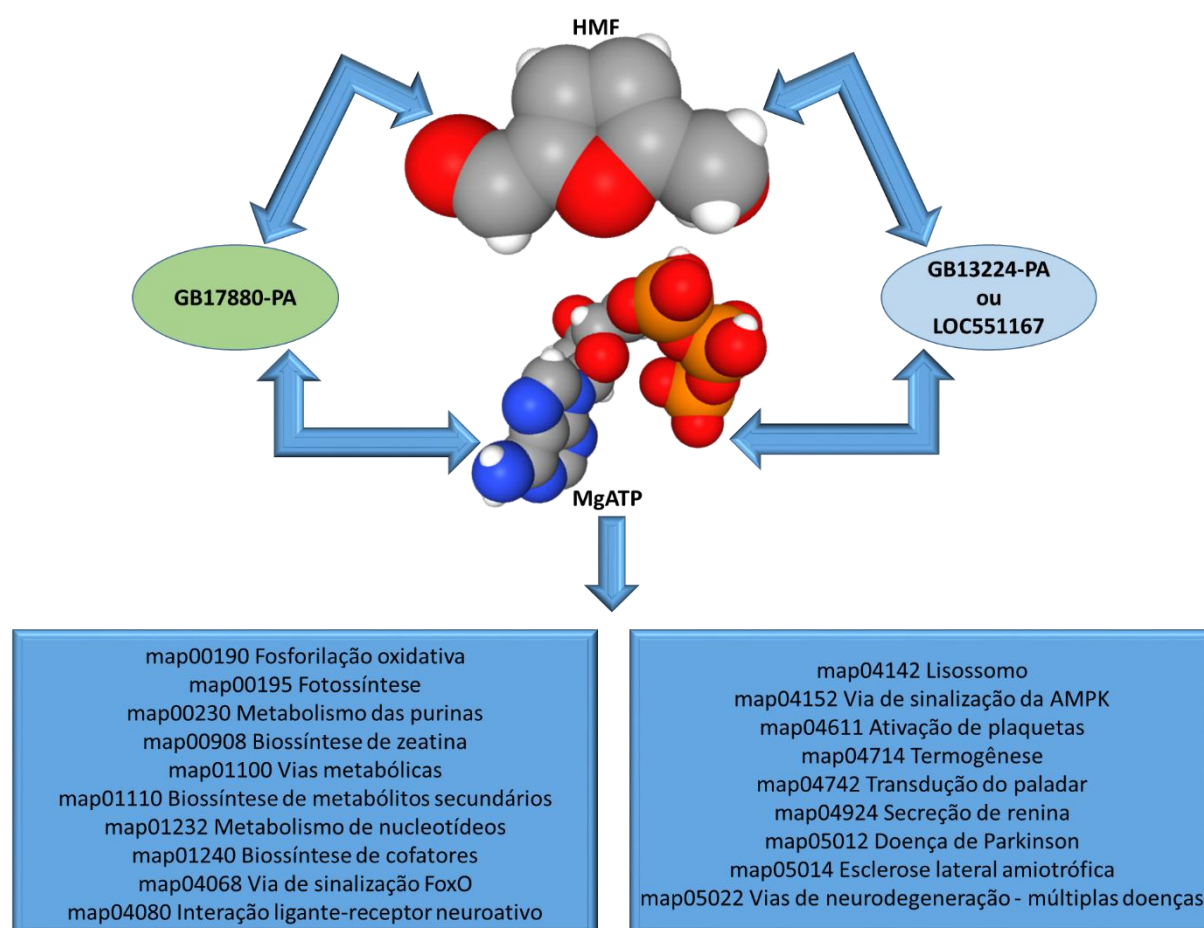 HMF
GB17880-PA
GB13224-PA
ou
LOC551167
MgATP
map00190 Fosforilação oxidativa
map00195 Fotossíntese
map00230 Metabolismo das purinas
map00908 Biossíntese de zeatina
map01100 Vias metabólicas
map01110 Biossíntese de metabólitos secundários
map01232 Metabolismo de nucleotídeos
map01240 Biossíntese de cofatores
map04068 Via de sinalização FoxO
map04080 Interação ligante-receptor neuroativo
map04142 Lisossomo
map04152 Via de sinalização da AMPK
map04611 Ativação de plaquetas
map04714 Termogênese
map04742 Transdução do paladar
map04924 Secreção de renina
map05012 Doença de Parkinson
map05014 Esclerose lateral amiotrófica
map05022 Vias de neurodegeneração - múltiplas doenças